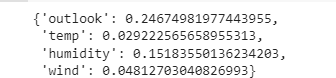 {'outlook': 0.24674981977443955,
'temp': 0.029222565658955313,
'humidity': 0.15183550136234203,
'wind': 0.04812703040826993}